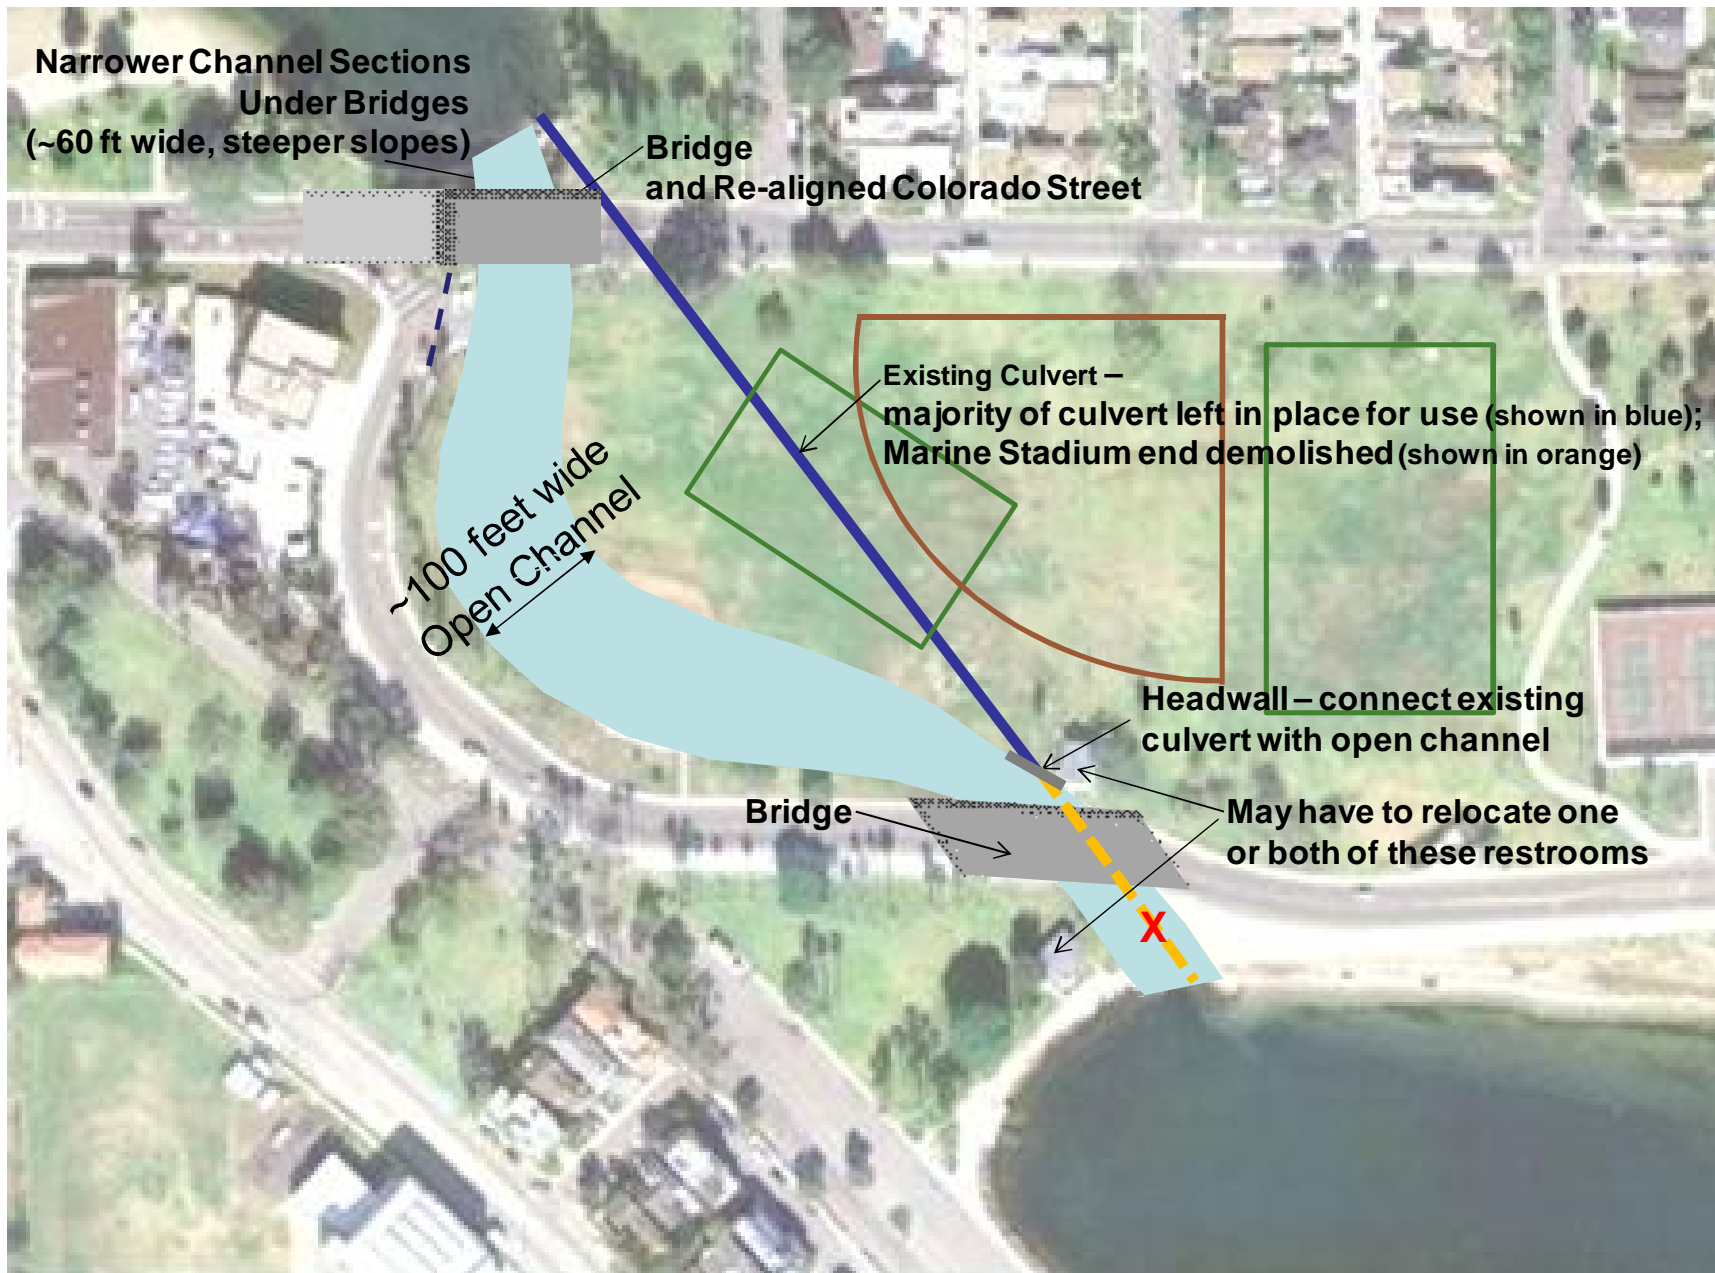 Narrower Channel Sections
Under Bridges
(~60 ft wide, steeper slopes)
Bridge
and Re-aligned Colorado Street
Existing Culvert –
majority of culvert left in place for use (shown in blue);
Marine Stadium end demolished (shown in orange)
~100 feet wide
Open Channel
Headwall – connect existing
culvert with open channel
Bridge
May have to relocate one
or both of these restrooms
X